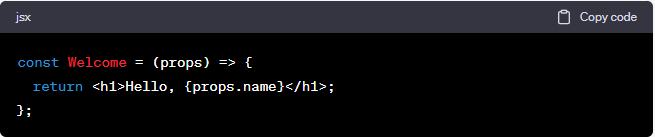 jsx
Copy code
const Welcome = (props) => {
  return <h1>Hello, {props.name}</h1>;
};